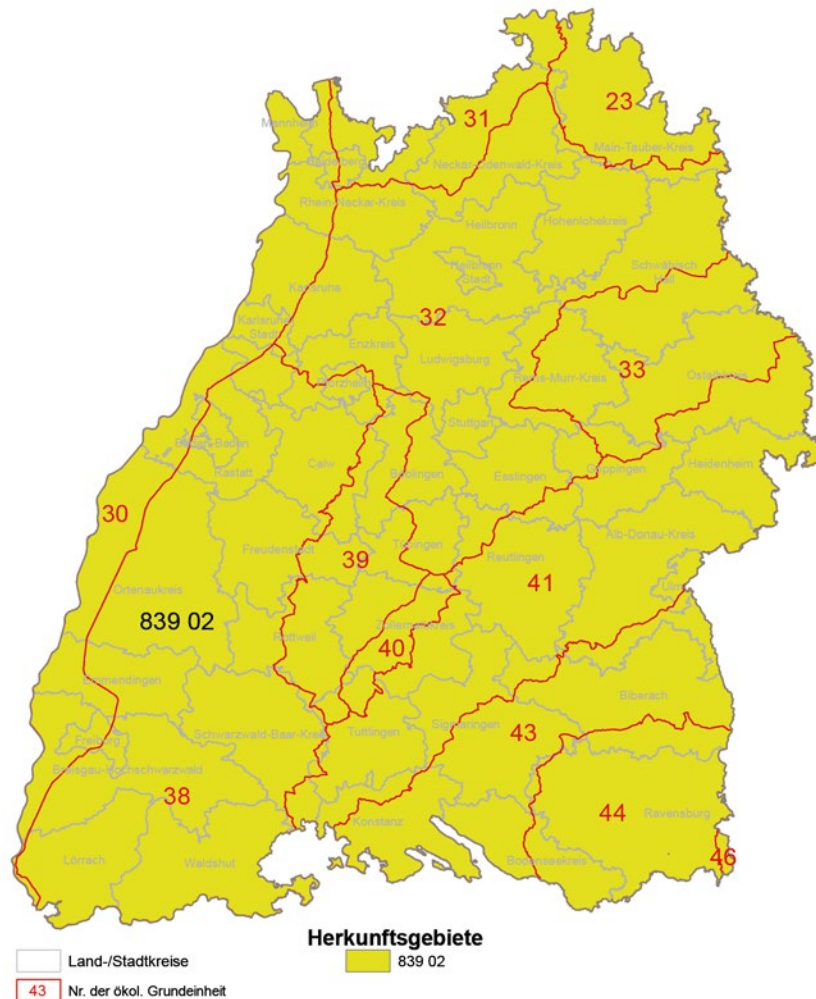 23
31
Mannheim
Main-Tauber-Kreis
Heidelberg
Neckar-Odenwald-Kreis
Rhein-Neckar-Kreis
Heilbronn
Hohenlohekreis
Heilbronn
Stadt
Schwäbisch
Hall
Karlsruhe
32
Karlsruhe
Stadt
Enzkreis
Ludwigsburg
33
Rems-Murr-Kreis
Ostalbkreis
Pforzheim
Stuttgart
Baden-Baden
Rastatt
Calw
Böblingen
Esslingen
Göppingen
Haidenheim
30
Freudenstadt
39
Tübingen
Reutlingen
Alb-Donau-Kreis
41
Ulm
Ortenaukreis
839 02
Rottweil
Zollernalbkreis
40
Emmendingen
Biberach
Freiburg
Schwarzwald-Baar-Kreis
Tuttlingen
Sigmaringen
43
Breisgau-Hochschwarzwald
38
44
Ravensburg
Konstanz
Lörrach
Waldshut
Bodenseekreis
46
Herkunftsgebiete
Land-/Stadtkreise
839 02
43 Nr. der ökol. Grundeinheit